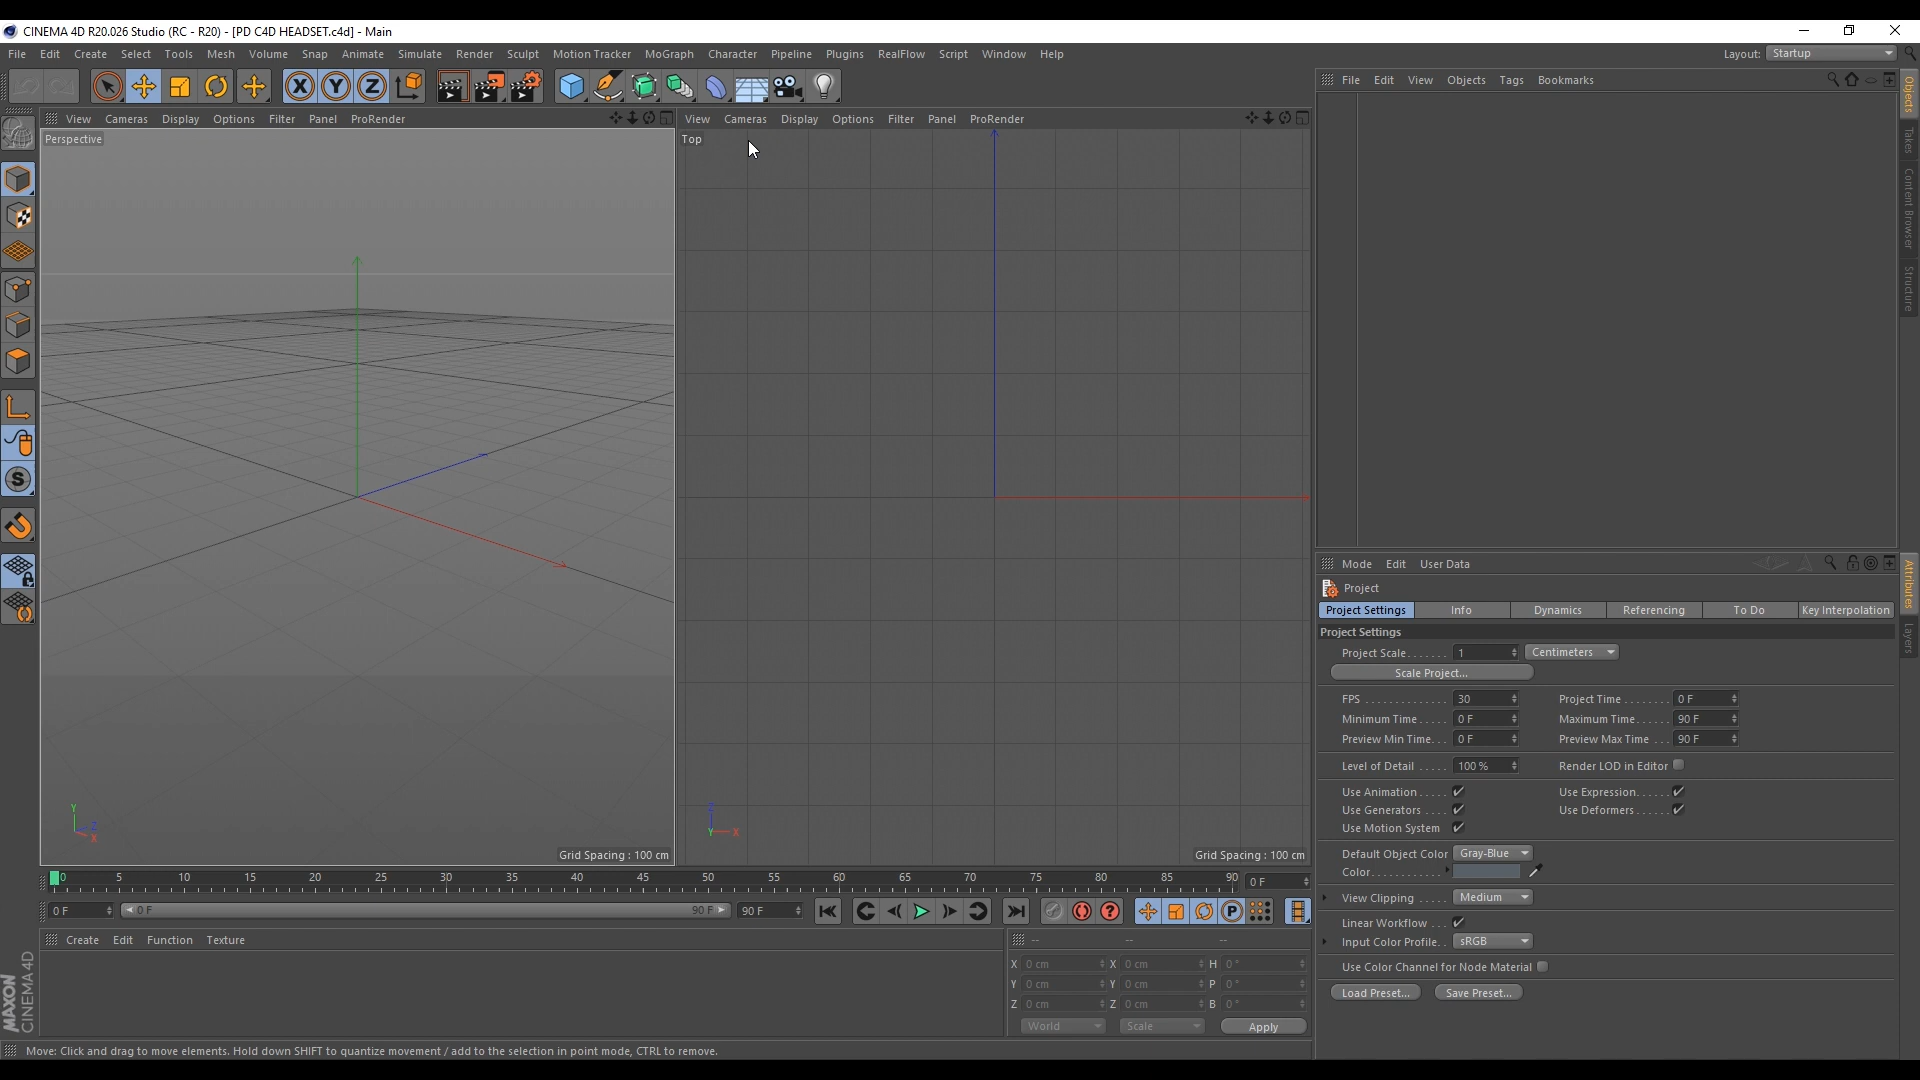 CINEMA 4D R20.026 Studio (RC - R20) - [PD C4D HEADSET.c4d] - Main
File Edit Create Select Tools Snap Mesh Volume Snap Animate Simulate Render Sculpt Motion Tracker MoGraph Character Pipeline Plugins RealFlow Script Window Help Layout: Startup
File Edit View Objects Tags Bookmarks
View Cameras Display Options Filter Panel ProRender
View Cameras Display Options Filter Panel ProRender
Perspective
Top
Objects
Takes
Content Browser
Structure
Mode Edit User Data
Project
Project Settings Info Dynamics Referencing To Do Key Interpolation
Project Settings
Project Scale....... 1 Centimeters
Scale Project...
FPS ............. 30 Project Time........ 0 F
Minimum Time..... 0 F Maximum Time...... 90 F
Preview Min Time... 0 F Preview Max Time ... 90 F
Level of Detail ..... 100 % Render LOD in Editor
Use Animation..... Use Expression......
Use Generators .... Use Deformers.......
Use Motion System
Default Object Color Gray-Blue
Color............
View Clipping ..... Medium
Linear Workflow ...
Input Color Profile.. sRGB
Use Color Channel for Node Material
Load Preset... Save Preset...
Attributes
Layers
Y Z X
Grid Spacing : 100 cm
Z Y X
Grid Spacing : 100 cm
0 5 10 15 20 25 30 35 40 45 50 55 60 65 70 75 80 85 90 0 F
0 F 0 F 90 F 90 F
Create Edit Function Texture
-- -- --
X 0 cm X 0 cm H 0 °
Y 0 cm Y 0 cm P 0 °
Z 0 cm Z 0 cm B 0 °
World Scale Apply
MAXON
CINEMA 4D
Move: Click and drag to move elements. Hold down SHIFT to quantize movement / add to the selection in point mode, CTRL to remove.